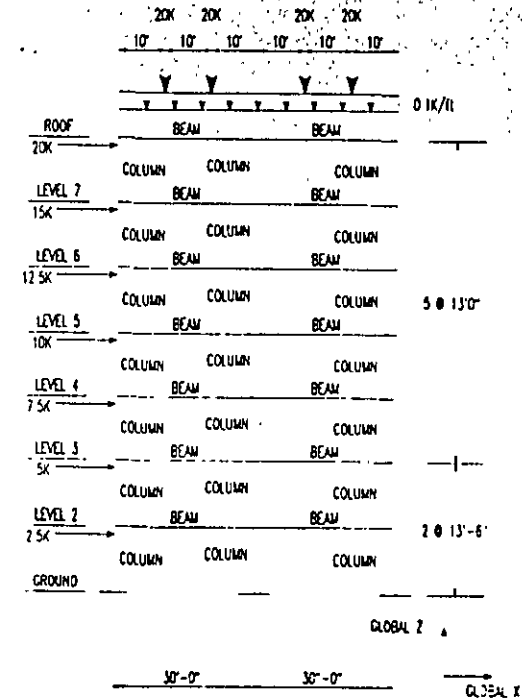 20K 20K 20K 20K
10' 10' 10' 10' 10' 10'
0 1K/ft
ROOF BEAM BEAM
20K
COLUMN COLUMN COLUMN
LEVEL 7 BEAM BEAM
15K
COLUMN COLUMN COLUMN
LEVEL 6 BEAM BEAM
12 5K
COLUMN COLUMN COLUMN 5 @ 13'0"
LEVEL 5 BEAM BEAM
10K
COLUMN COLUMN COLUMN
LEVEL 4 BEAM BEAM
7 5K
COLUMN COLUMN COLUMN
LEVEL 3 BEAM BEAM
5K
COLUMN COLUMN COLUMN
LEVEL 2 BEAM BEAM
2 5K 2 @ 13'-6'
COLUMN COLUMN COLUMN
GROUND
GLOBAL Z
30'-0" 30'-0"
GLOBAL X